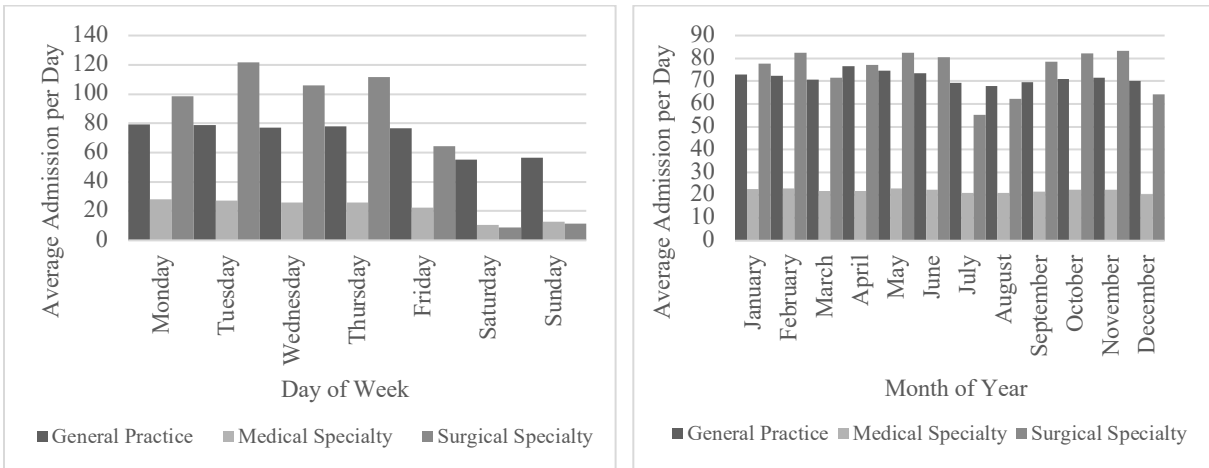 Average Admission per Day
140
120
100
80
60
40
20
0
Monday
Tuesday
Wednesday
Thursday
Friday
Saturday
Sunday
Day of Week
General Practice
Medical Specialty
Surgical Specialty
Average Admission per Day
90
80
70
60
50
40
30
20
10
0
January
February
March
April
May
June
July
August
September
October
November
December
Month of Year
General Practice
Medical Specialty
Surgical Specialty